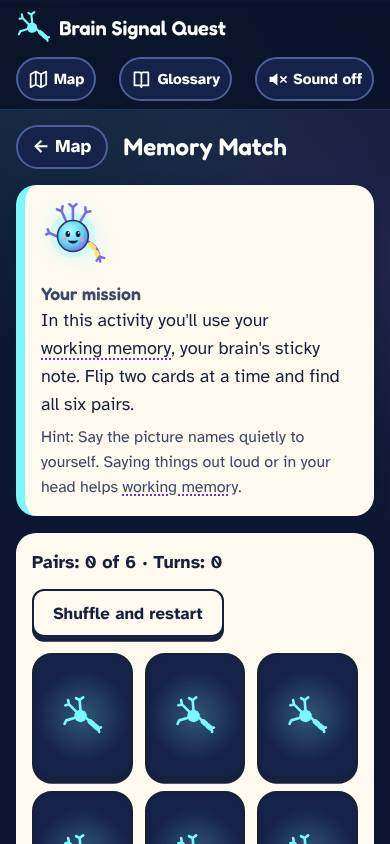 Brain Signal Quest
Map
Glossary
Sound off
← Map
Memory Match
Your mission
In this activity you'll use your
working memory, your brain's sticky
note. Flip two cards at a time and find
all six pairs.
Hint: Say the picture names quietly to
yourself. Saying things out loud or in your
head helps working memory.
Pairs: 0 of 6 · Turns: 0
Shuffle and restart